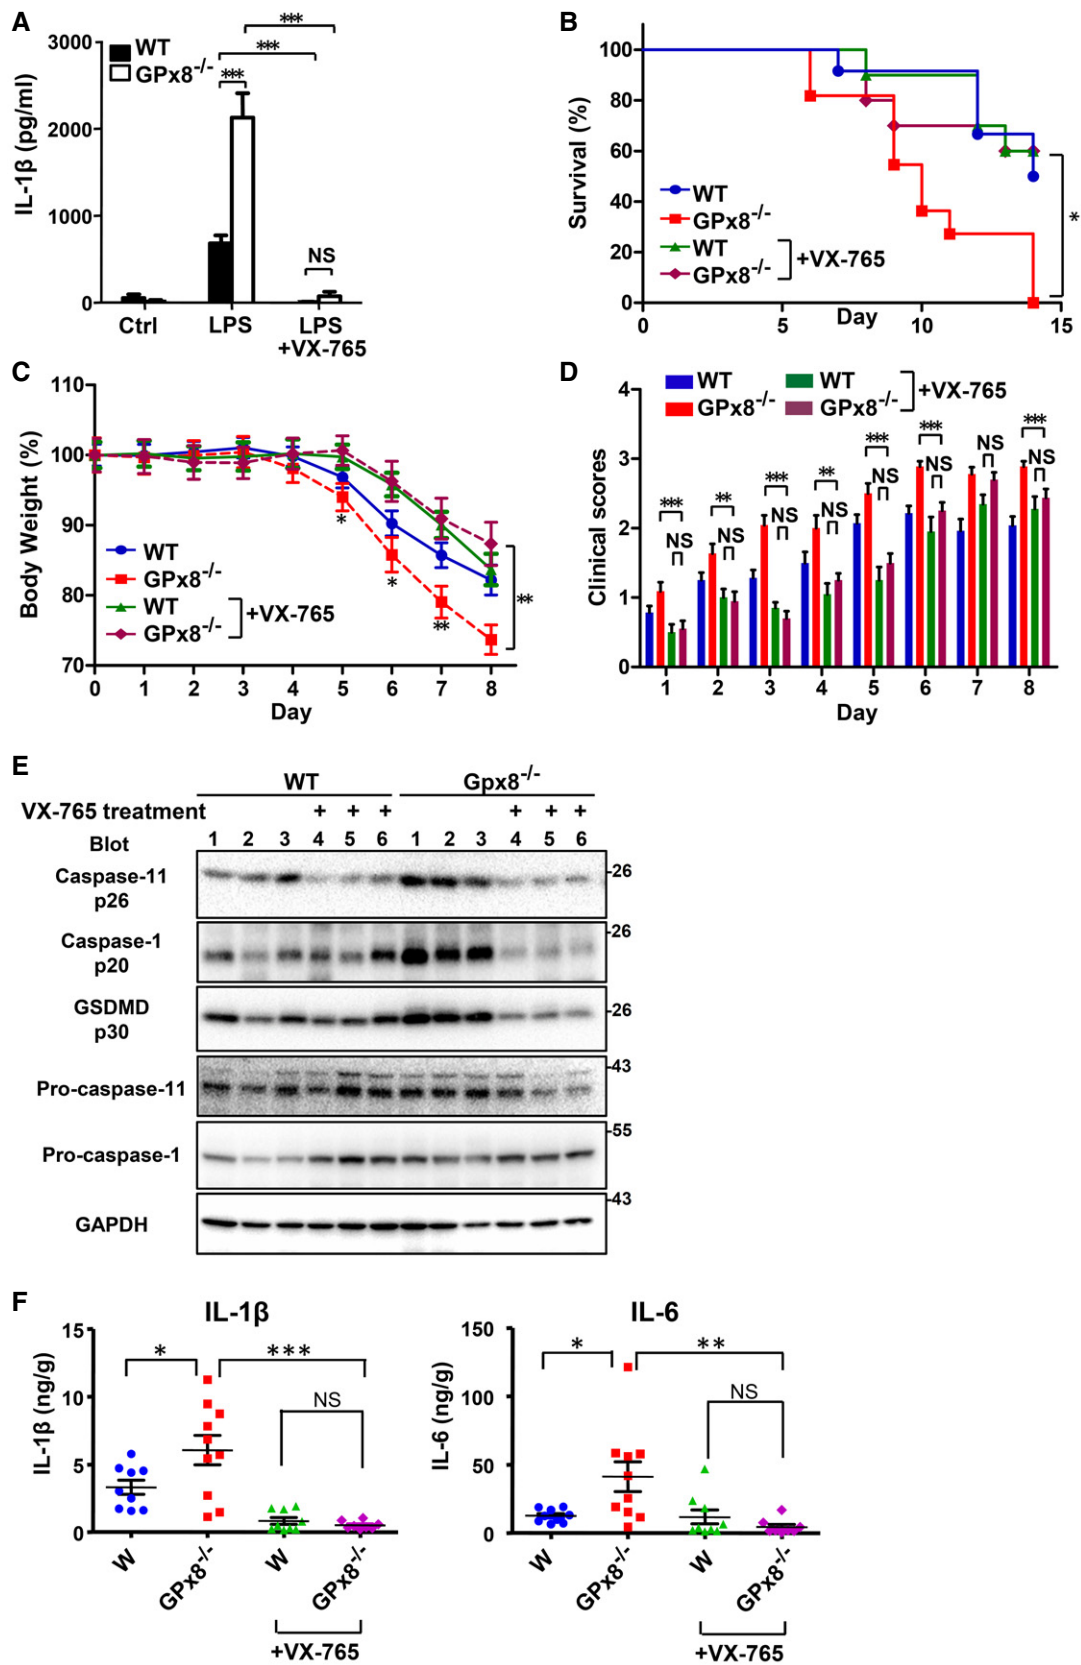 A
***
***
3000
WT
GPx8-/-
***
2000
IL-1β (pg/ml)
1000
NS
0
Ctrl
LPS
LPS
+VX-765
B
100
80
60
40
20
0
Survival (%)
WT
GPx8-/-
WT
GPx8-/-
+VX-765
*
0
5
10
15
Day
C
110
100
90
80
70
Body Weight (%)
WT
GPx8-/-
WT
GPx8-/-
+VX-765
*
*
**
**
0 1 2 3 4 5 6 7 8
Day
D
4
3
2
1
0
Clinical scores
WT
GPx8-/-
WT
GPx8-/-
+VX-765
*** NS
** NS
*** NS
** NS
*** NS
*** NS
NS
*** NS
1 2 3 4 5 6 7 8
Day
E
WT
Gpx8-/-
VX-765 treatment + + + + + +
Blot 1 2 3 4 5 6 1 2 3 4 5 6
Caspase-11
p26
-26
Caspase-1
p20
-26
GSDMD
p30
-26
Pro-caspase-11
-43
Pro-caspase-1
-55
GAPDH
-43
F
IL-1β
15
10
5
0
IL-1β (ng/g)
*
***
NS
W
GPx8-/-
W
GPx8-/-
+VX-765
IL-6
150
100
50
0
IL-6 (ng/g)
*
**
NS
W
GPx8-/-
W
GPx8-/-
+VX-765